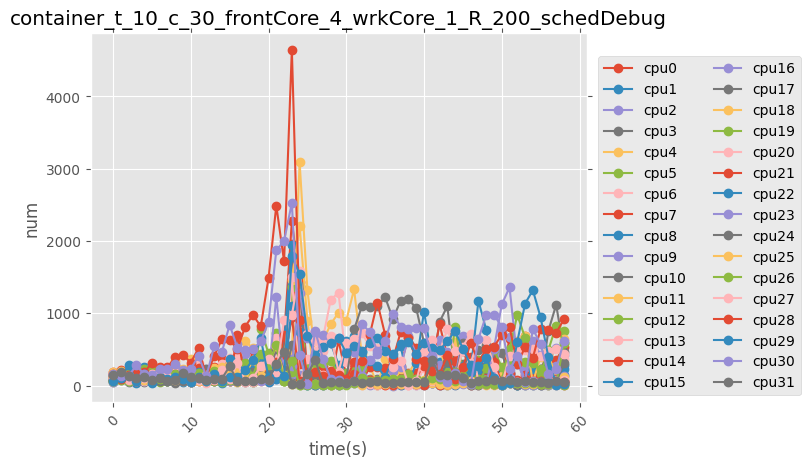 container_t_10_c_30_frontCore_4_wrkCore_1_R_200_schedDebug
num
4000
3000
2000
1000
0
0
10
20
30
40
50
60
time(s)
cpu0
cpu1
cpu2
cpu3
cpu4
cpu5
cpu6
cpu7
cpu8
cpu9
cpu10
cpu11
cpu12
cpu13
cpu14
cpu15
cpu16
cpu17
cpu18
cpu19
cpu20
cpu21
cpu22
cpu23
cpu24
cpu25
cpu26
cpu27
cpu28
cpu29
cpu30
cpu31